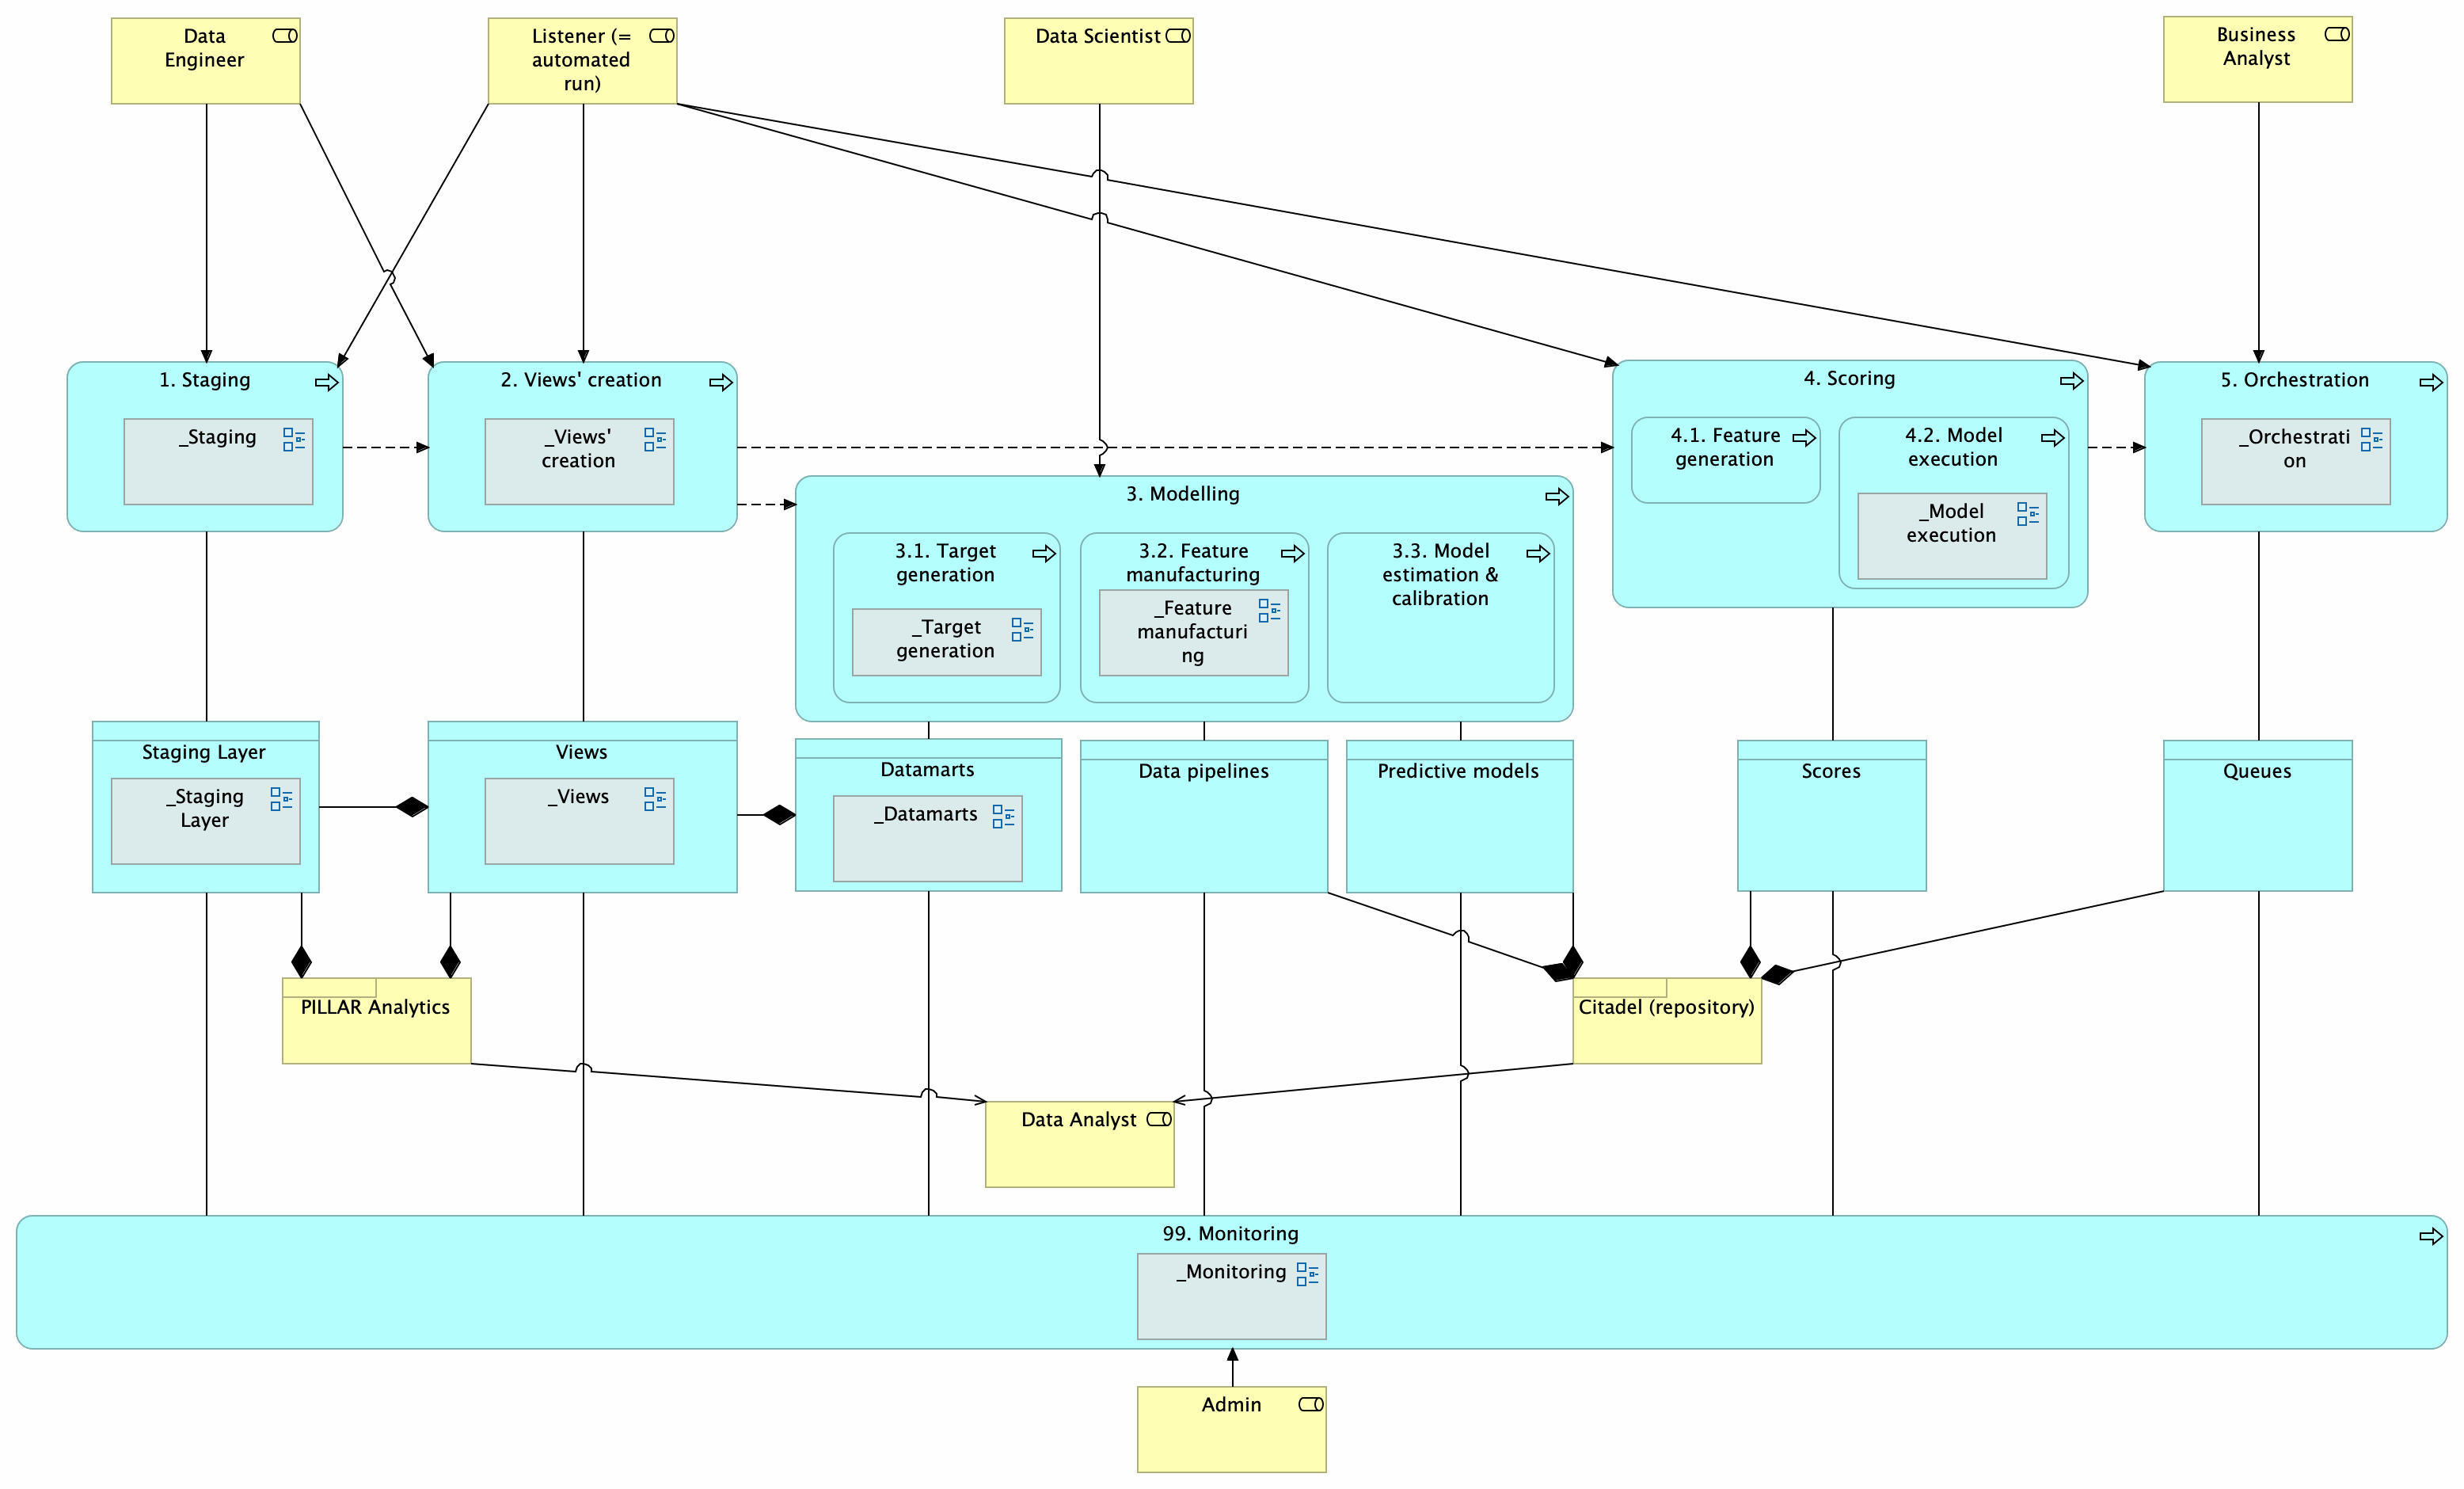 Data
Engineer
Listener (=
automated
run)
Data Scientist
Business
Analyst
1. Staging
_Staging
2. Views' creation
_Views'
creation
3. Modelling
3.1. Target
generation
_Target
generation
3.2. Feature
manufacturing
_Feature
manufacturi
ng
3.3. Model
estimation &
calibration
4. Scoring
4.1. Feature
generation
4.2. Model
execution
_Model
execution
5. Orchestration
_Orchestrati
on
Staging Layer
_Staging
Layer
Views
_Views
Datamarts
_Datamarts
Data pipelines
Predictive models
Scores
Queues
PILLAR Analytics
Citadel (repository)
Data Analyst
99. Monitoring
_Monitoring
Admin